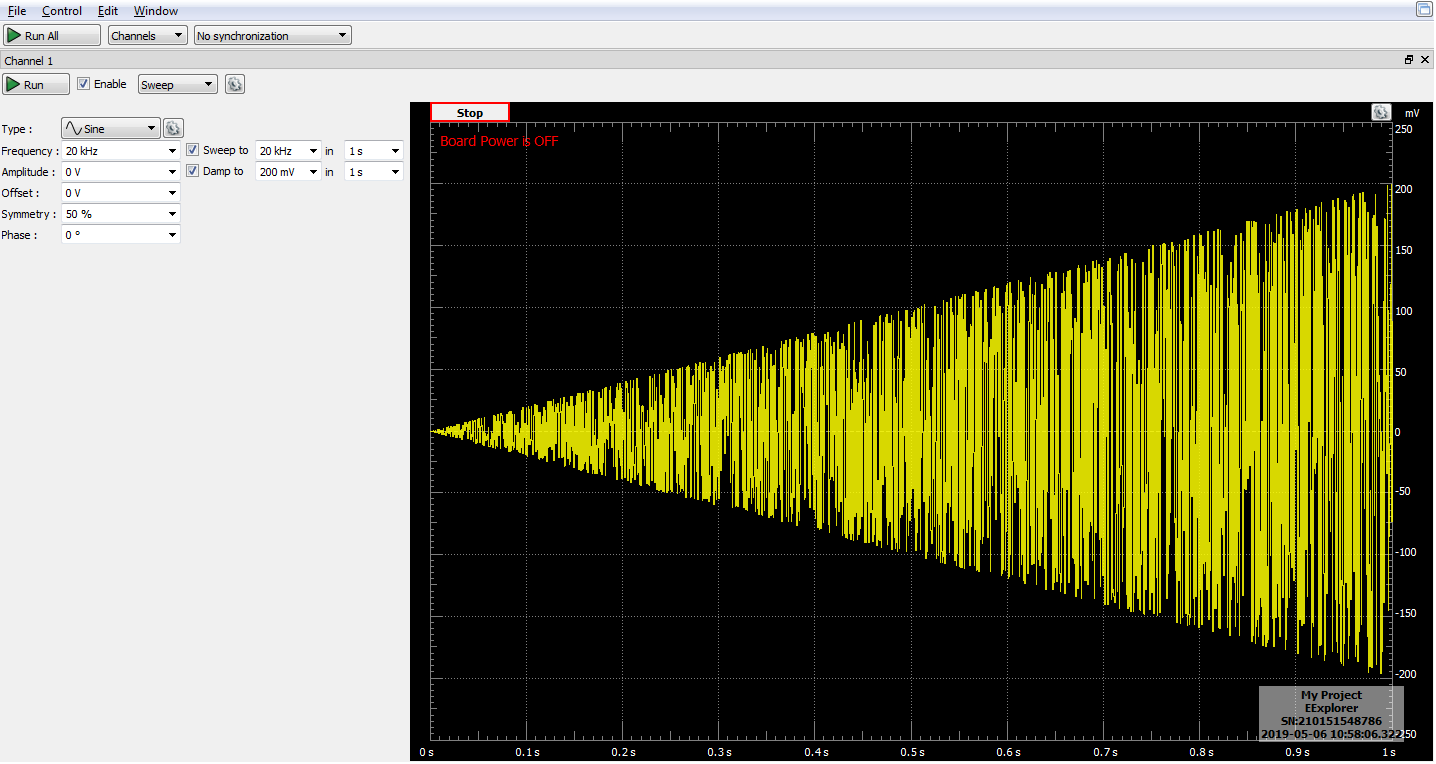 File Control Edit Window
Run All Channels No synchronization
Channel 1
Run Enable Sweep
Stop
mV
Board Power is OFF
Type : Sine
Frequency : 20 kHz Sweep to 20 kHz in 1 s
Amplitude : 0 V Damp to 200 mV in 1 s
Offset : 0 V
Symmetry : 50 %
Phase : 0 º
250
200
150
100
50
0
-50
-100
-150
-200
My Project
EExplorer
SN:210151548786
2019-05-06 10:58:06.322
0 s 0.1 s 0.2 s 0.3 s 0.4 s 0.5 s 0.6 s 0.7 s 0.8 s 0.9 s 1 s